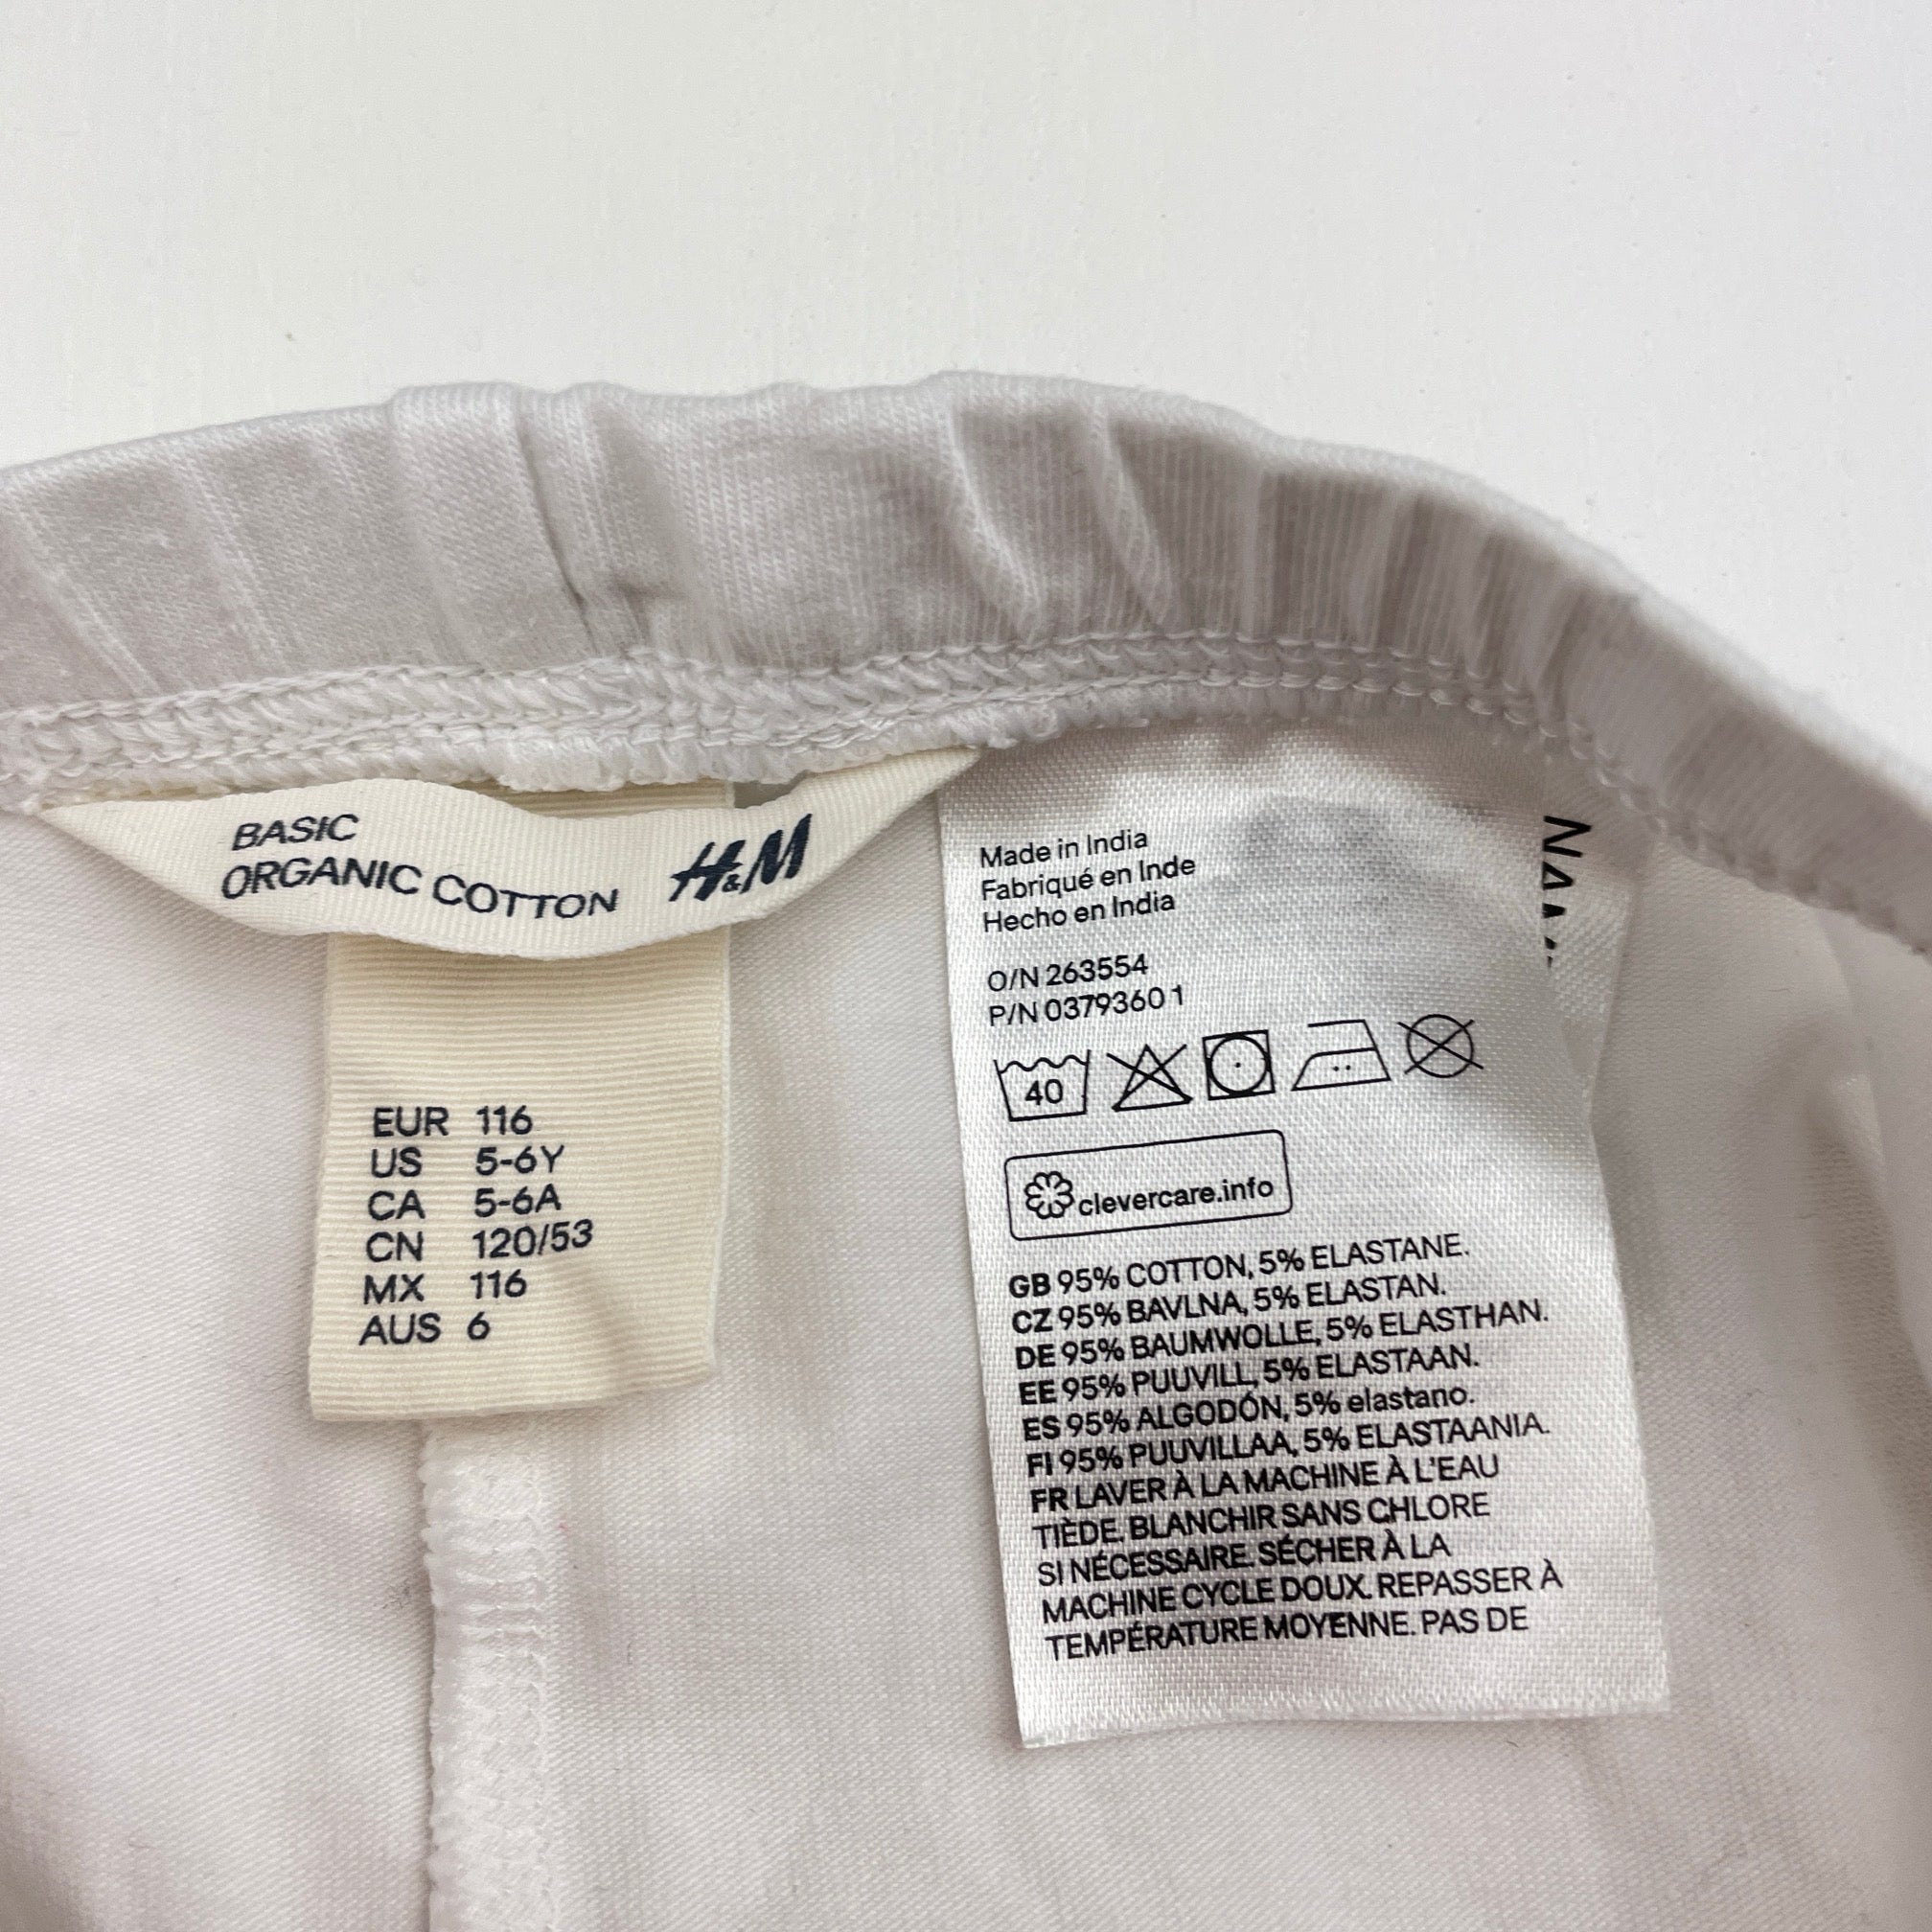 BASIC
ORGANIC COTTON H&M
EUR 116
US 5-6Y
CA 5-6A
CN 120/53
MX 116
AUS 6
Made in India
Fabriqué en Inde
Hecho en India
O/N 263554
P/N 0379360 1
40
clevercare.info
GB 95% COTTON, 5% ELASTANE.
CZ 95% BAVLNA, 5% ELASTAN.
DE 95% BAUMWOLLE, 5% ELASTHAN.
EE 95% PUUVILL, 5% ELASTAAN.
ES 95% ALGODÓN, 5% elastano.
FI 95% PUUVILLAA, 5% ELASTAANIA.
FR LAVER À LA MACHINE À L'EAU
TIÈDE. BLANCHIR SANS CHLORE
SI NÉCESSAIRE. SÉCHER À LA
MACHINE CYCLE DOUX. REPASSER À
TEMPÉRATURE MOYENNE. PAS DE